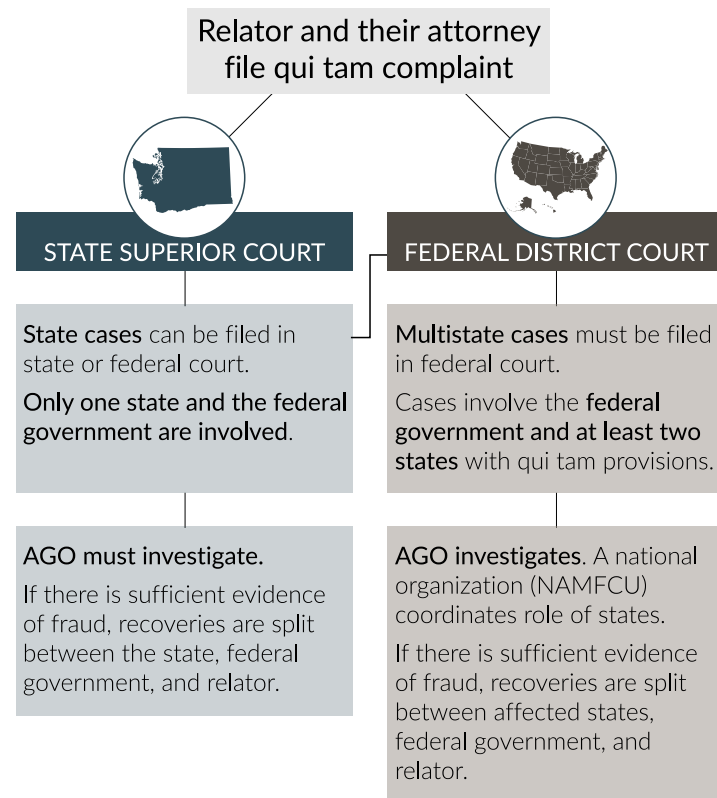 Relator and their attorney
file qui tam complaint
STATE SUPERIOR COURT
State cases can be filed in
state or federal court.
Only one state and the federal
government are involved.
AGO must investigate.
If there is sufficient evidence
of fraud, recoveries are split
between the state, federal
government, and relator.
FEDERAL DISTRICT COURT
Multistate cases must be filed
in federal court.
Cases involve the federal
government and at least two
states with qui tam provisions.
AGO investigates. A national
organization (NAMFCU)
coordinates role of states.
If there is sufficient evidence
of fraud, recoveries are split
between affected states,
federal government, and
relator.